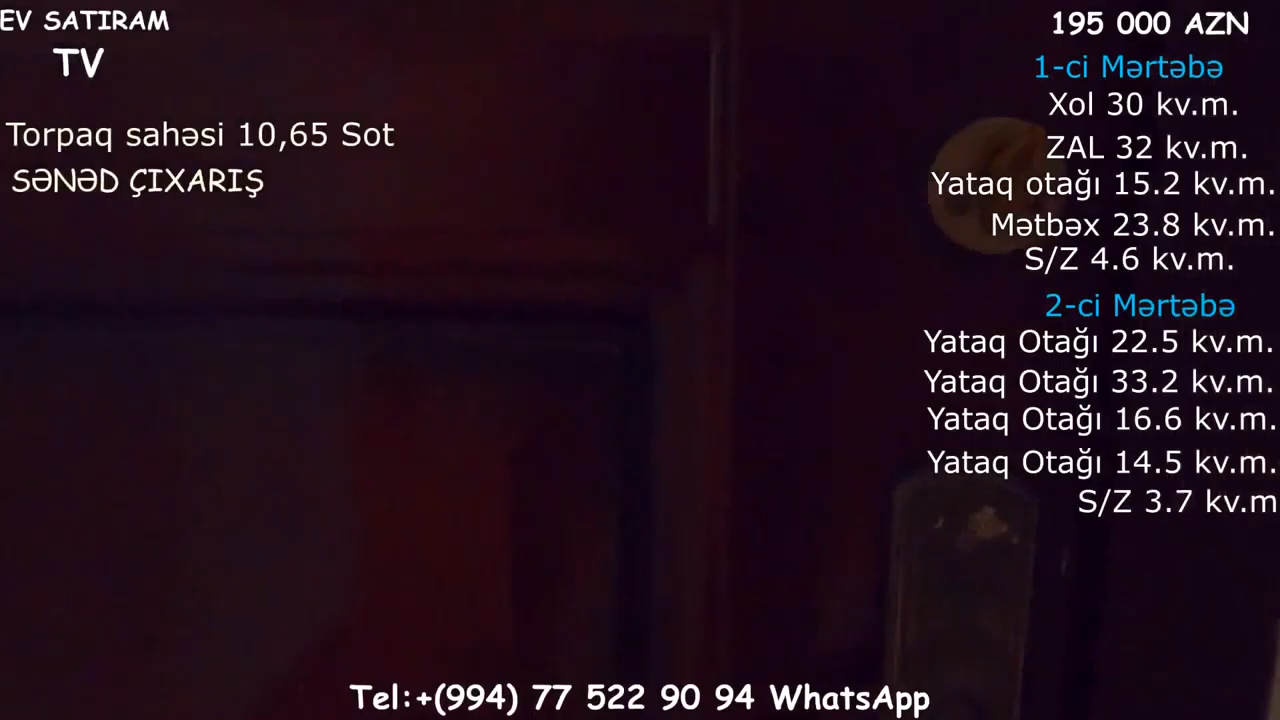 EV SATIRAM
TV
Torpaq sahəsi 10,65 Sot
SƏNƏD ÇIXARIŞ
195 000 AZN
1-ci Mərtəbə
Xol 30 kv.m.
ZAL 32 kv.m.
Yataq otağı 15.2 kv.m.
Mətbəx 23.8 kv.m.
S/Z 4.6 kv.m.
2-ci Mərtəbə
Yataq Otağı 22.5 kv.m.
Yataq Otağı 33.2 kv.m.
Yataq Otağı 16.6 kv.m.
Yataq Otağı 14.5 kv.m.
S/Z 3.7 kv.m
Tel:+(994) 77 522 90 94 WhatsApp